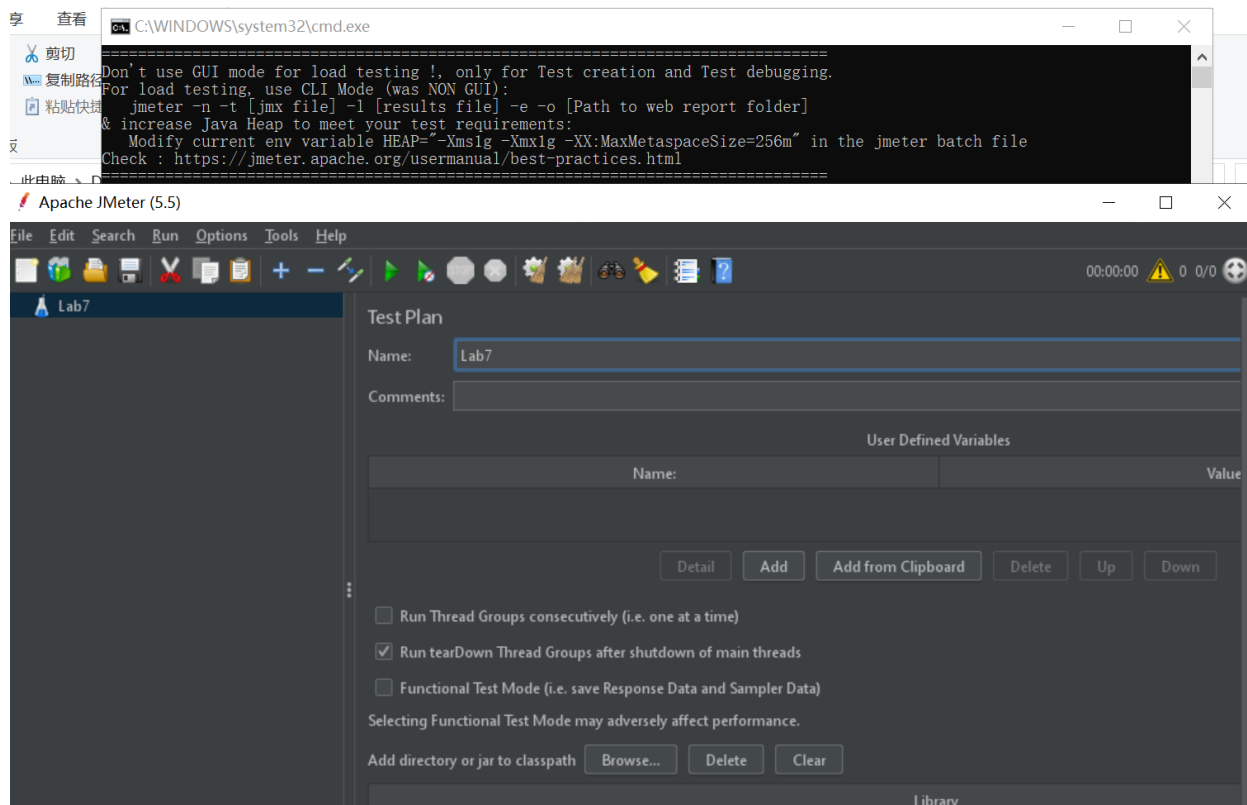 享 查看
C:\WINDOWS\system32\cmd.exe
剪切
复制路径
粘贴快捷
Don't use GUI mode for load testing !, only for Test creation and Test debugging.
For load testing, use CLI Mode (was NON GUI):
jmeter -n -t [jmx file] -l [results file] -e -o [Path to web report folder]
& increase Java Heap to meet your test requirements:
Modify current env variable HEAP="-Xms1g -Xmx1g -XX:MaxMetaspaceSize=256m" in the jmeter batch file
Check : https://jmeter.apache.org/usermanual/best-practices.html
此电脑 > D
Apache JMeter (5.5)
File Edit Search Run Options Tools Help
STOP
00:00:00 0 0/0
Lab7
Test Plan
Name: Lab7
Comments:
User Defined Variables
Name: Value
Detail Add Add from Clipboard Delete Up Down
Run Thread Groups consecutively (i.e. one at a time)
Run tearDown Thread Groups after shutdown of main threads
Functional Test Mode (i.e. save Response Data and Sampler Data)
Selecting Functional Test Mode may adversely affect performance.
Add directory or jar to classpath Browse... Delete Clear
Library